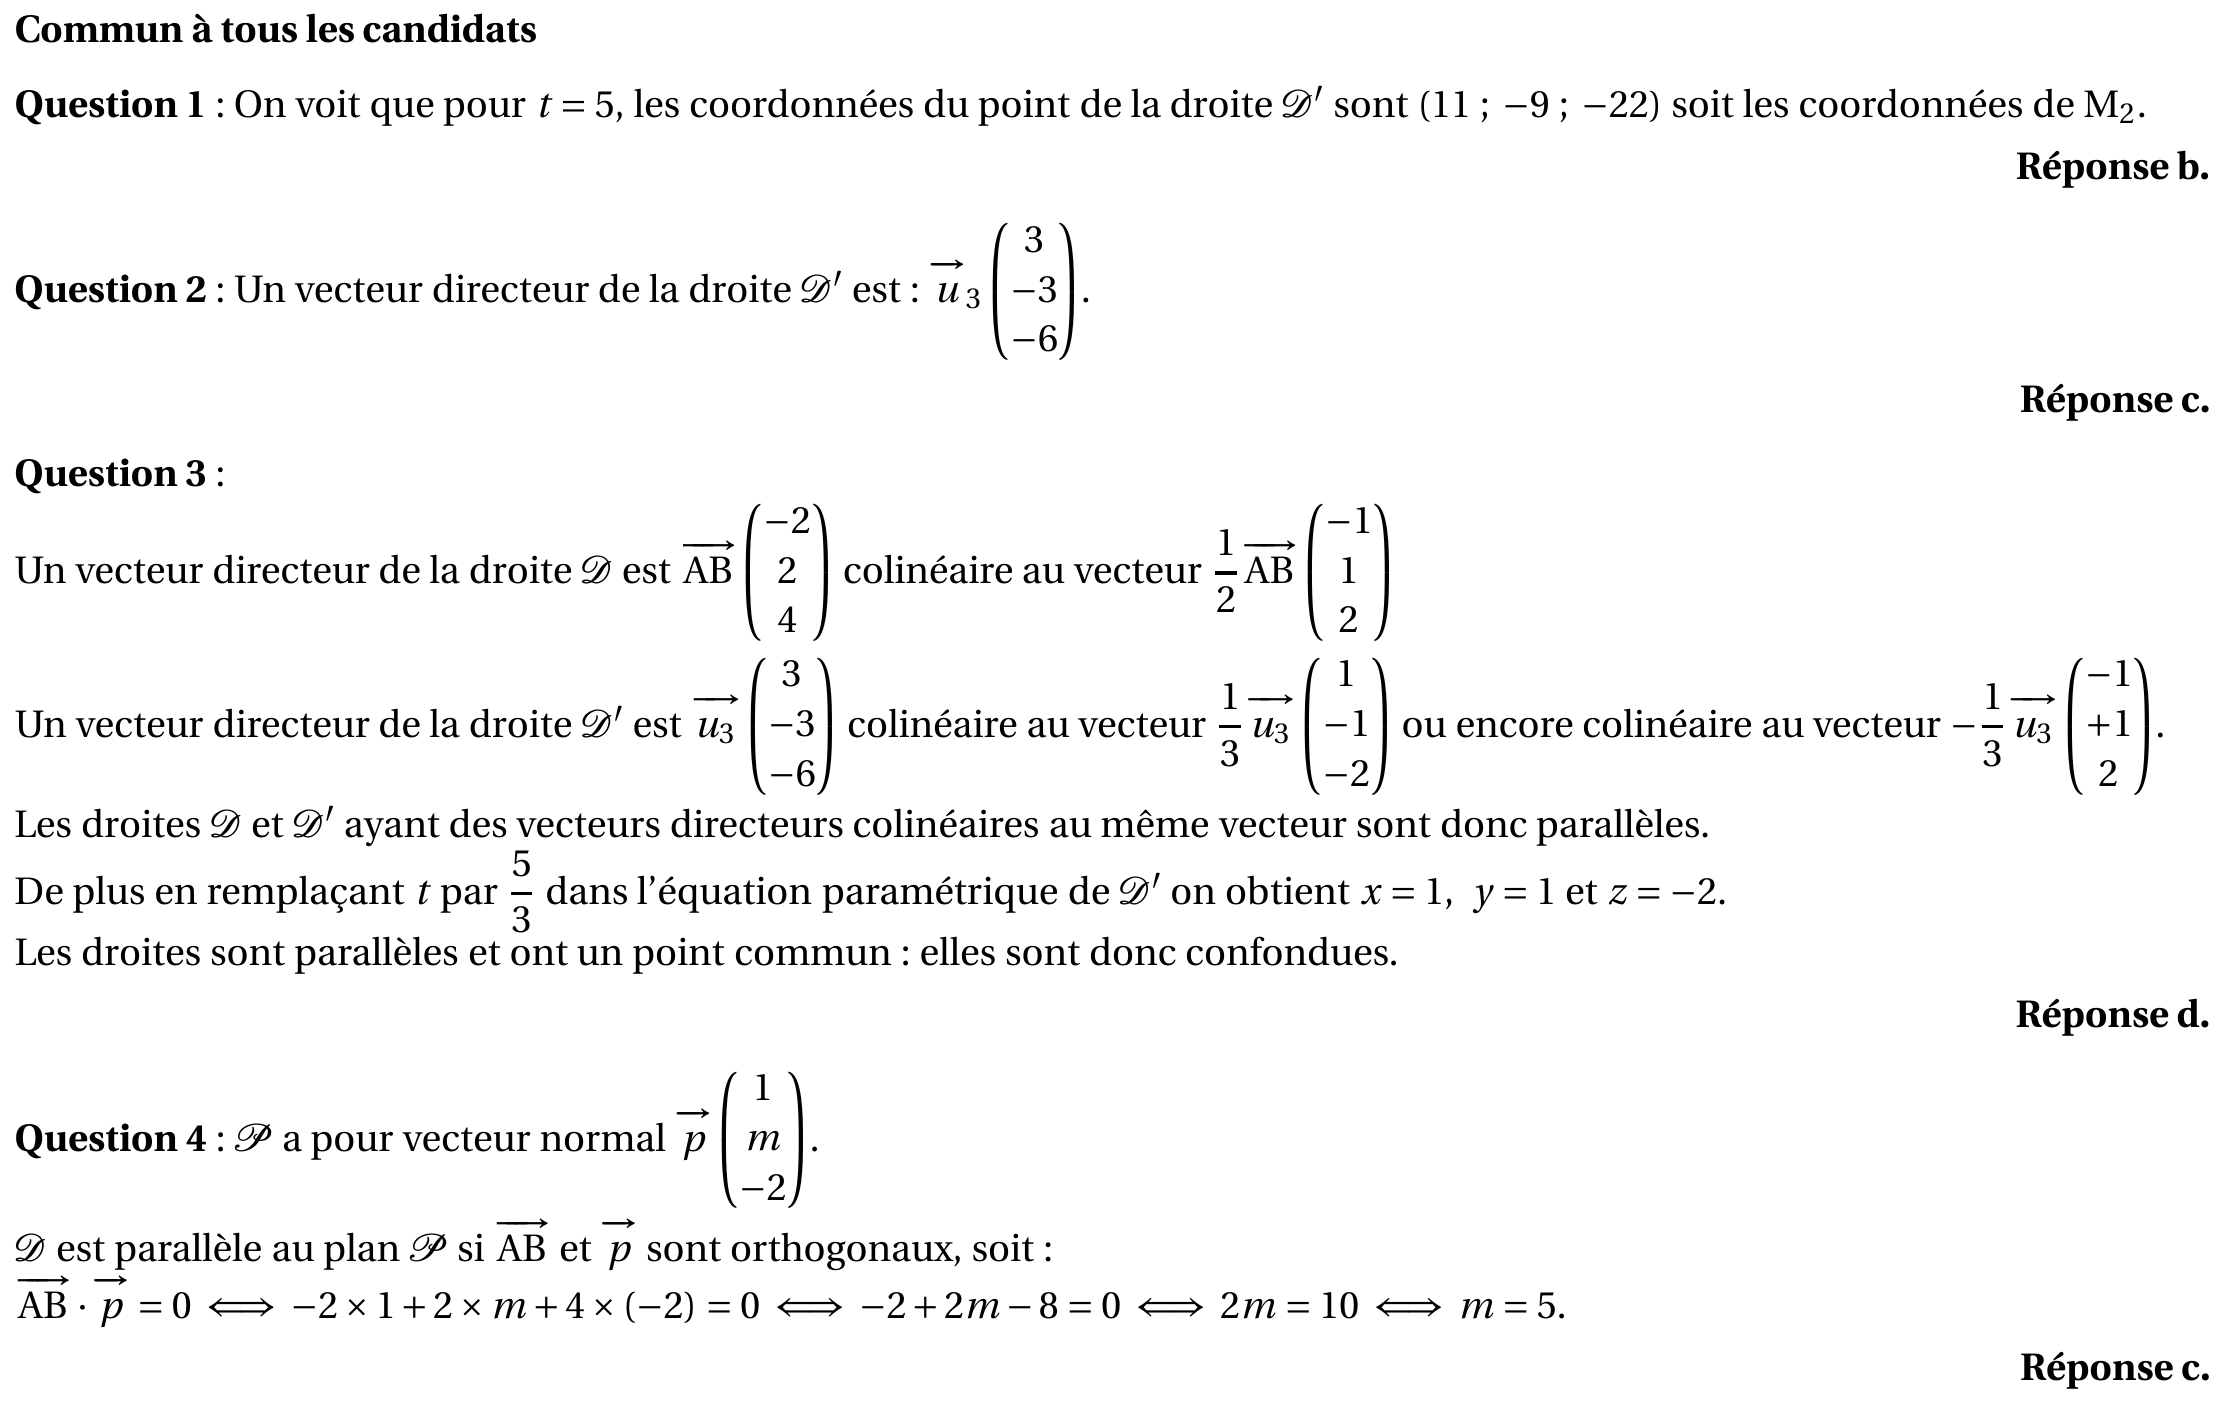 Commun à tous les candidats
Question 1 : On voit que pour $t = 5$, les coordonnées du point de la droite $\mathscr{D}'$ sont $(11\,;\,-9\,;\,-22)$ soit les coordonnées de $\text{M}_2$.
Réponse b.
Question 2 : Un vecteur directeur de la droite $\mathscr{D}'$ est : $\overrightarrow{u}_3 \begin{pmatrix} 3 \\ -3 \\ -6 \end{pmatrix}$.
Réponse c.
Question 3 :
Un vecteur directeur de la droite $\mathscr{D}$ est $\overrightarrow{\text{AB}} \begin{pmatrix} -2 \\ 2 \\ 4 \end{pmatrix}$ colinéaire au vecteur $\dfrac{1}{2}\overrightarrow{\text{AB}} \begin{pmatrix} -1 \\ 1 \\ 2 \end{pmatrix}$
Un vecteur directeur de la droite $\mathscr{D}'$ est $\overrightarrow{u_3} \begin{pmatrix} 3 \\ -3 \\ -6 \end{pmatrix}$ colinéaire au vecteur $\dfrac{1}{3}\overrightarrow{u_3} \begin{pmatrix} 1 \\ -1 \\ -2 \end{pmatrix}$ ou encore colinéaire au vecteur $-\dfrac{1}{3}\overrightarrow{u_3} \begin{pmatrix} -1 \\ +1 \\ 2 \end{pmatrix}$.
Les droites $\mathscr{D}$ et $\mathscr{D}'$ ayant des vecteurs directeurs colinéaires au même vecteur sont donc parallèles.
De plus en remplaçant $t$ par $\dfrac{5}{3}$ dans l'équation paramétrique de $\mathscr{D}'$ on obtient $x = 1,\ y = 1$ et $z = -2$.
Les droites sont parallèles et ont un point commun : elles sont donc confondues.
Réponse d.
Question 4 : $\mathscr{P}$ a pour vecteur normal $\overrightarrow{p} \begin{pmatrix} 1 \\ m \\ -2 \end{pmatrix}$.
$\mathscr{D}$ est parallèle au plan $\mathscr{P}$ si $\overrightarrow{\text{AB}}$ et $\overrightarrow{p}$ sont orthogonaux, soit :
$\overrightarrow{\text{AB}} \cdot \overrightarrow{p} = 0 \iff -2 \times 1 + 2 \times m + 4 \times (-2) = 0 \iff -2 + 2m - 8 = 0 \iff 2m = 10 \iff m = 5$.
Réponse c.